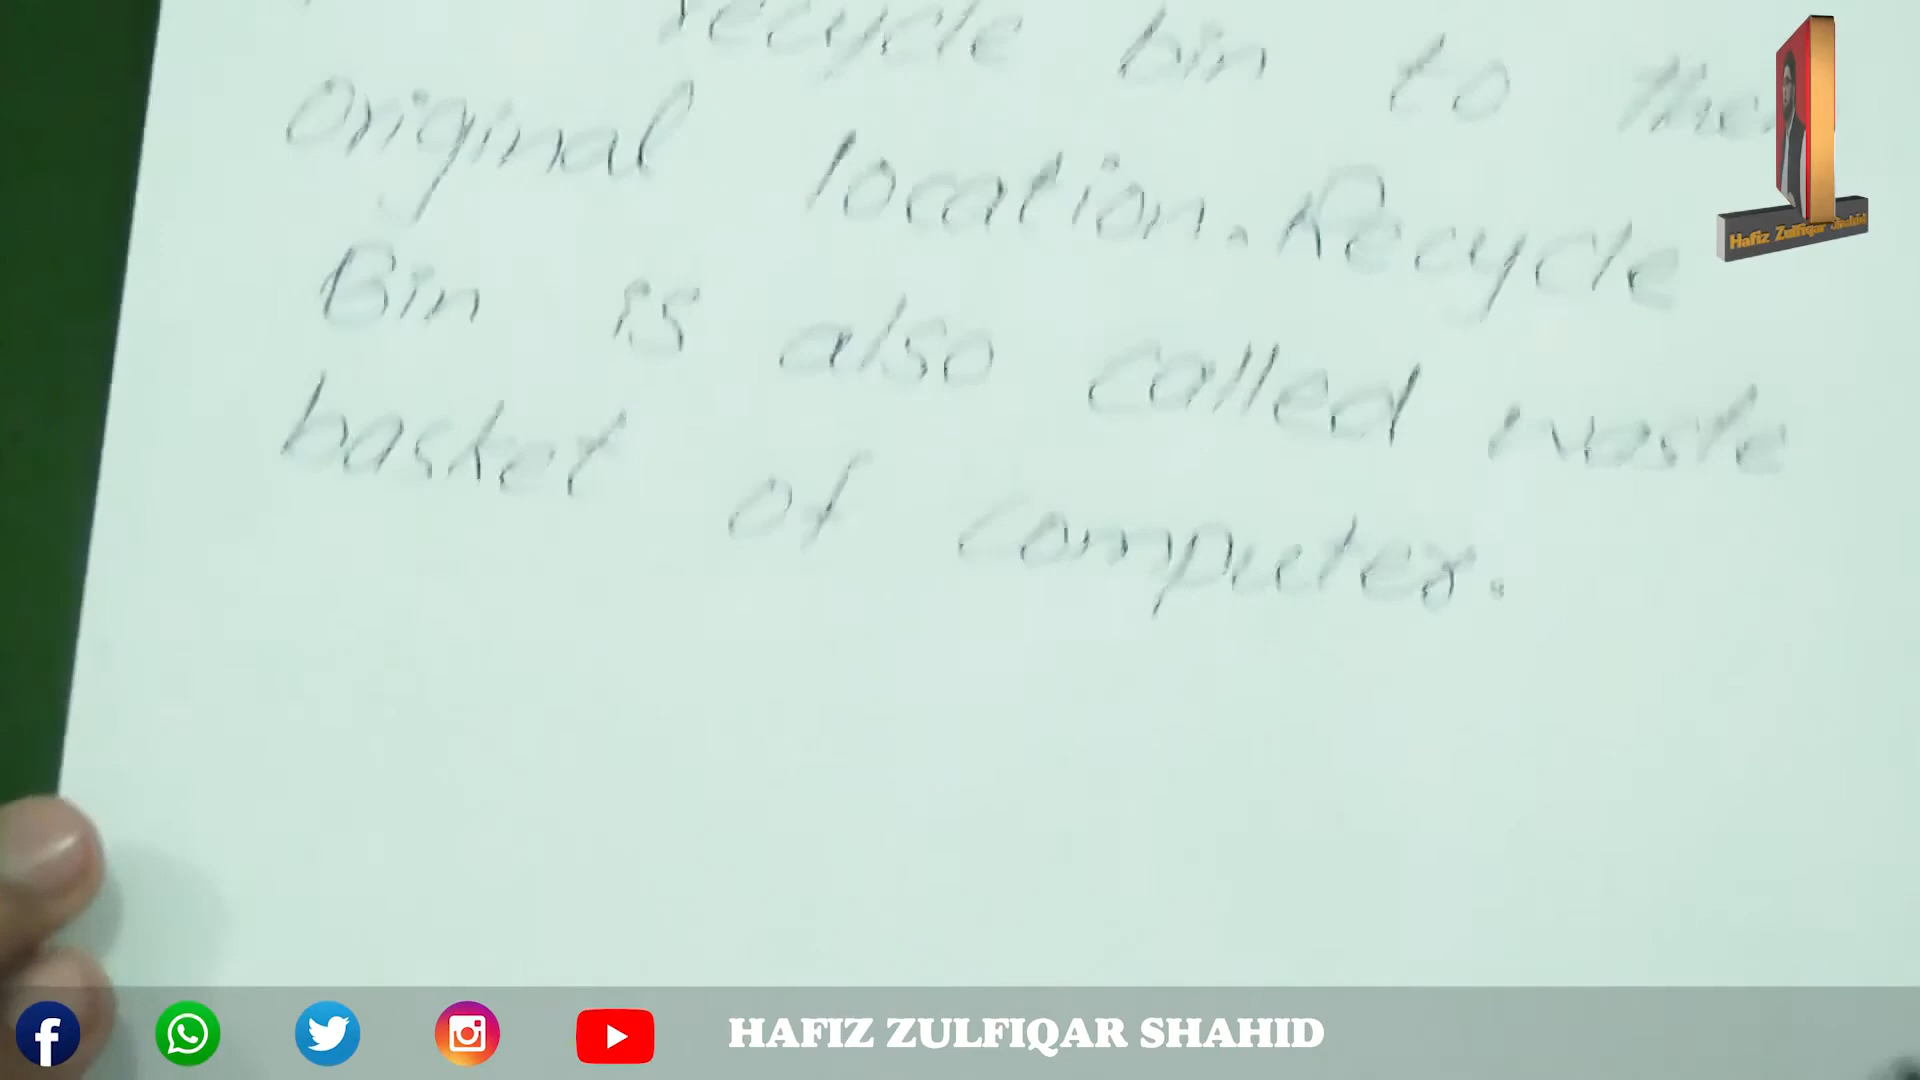 recycle bin to their
original location. Recycle
Bin is also called waste
basket of computer.
Hafiz Zulfiqar Shahid
HAFIZ ZULFIQAR SHAHID